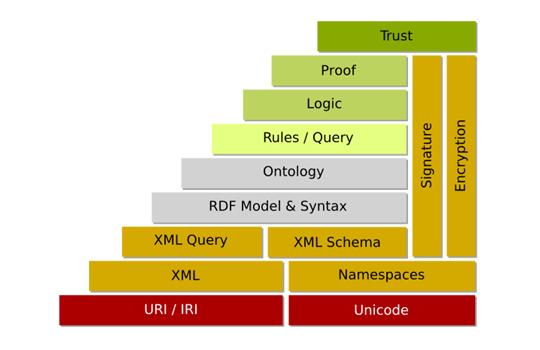 Trust
Proof
Logic
Rules / Query
Ontology
RDF Model & Syntax
XML Query
XML Schema
Signature
Encryption
XML
Namespaces
URI / IRI
Unicode